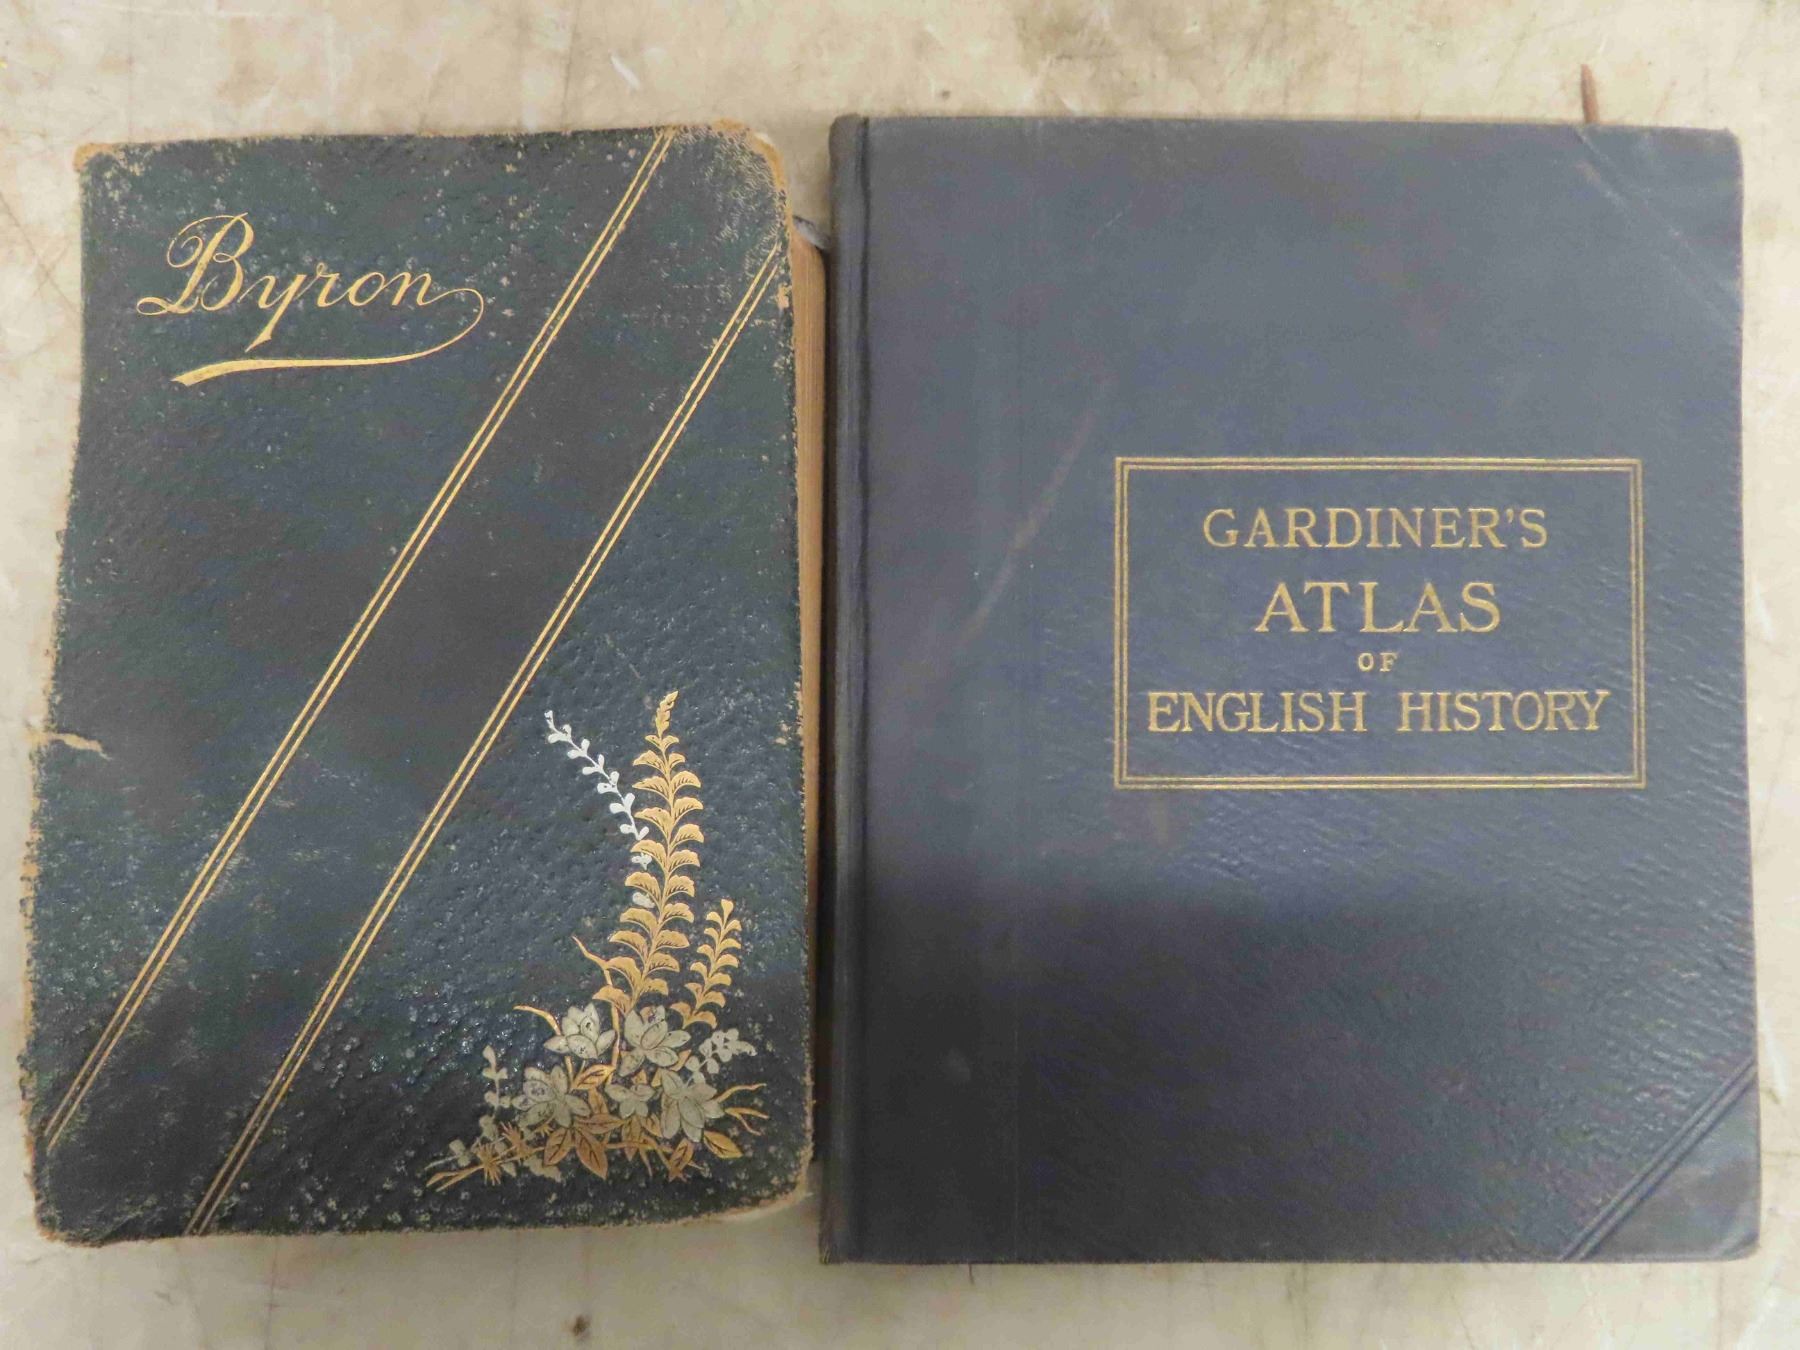 Byron
GARDINER'S
ATLAS
OF
ENGLISH HISTORY